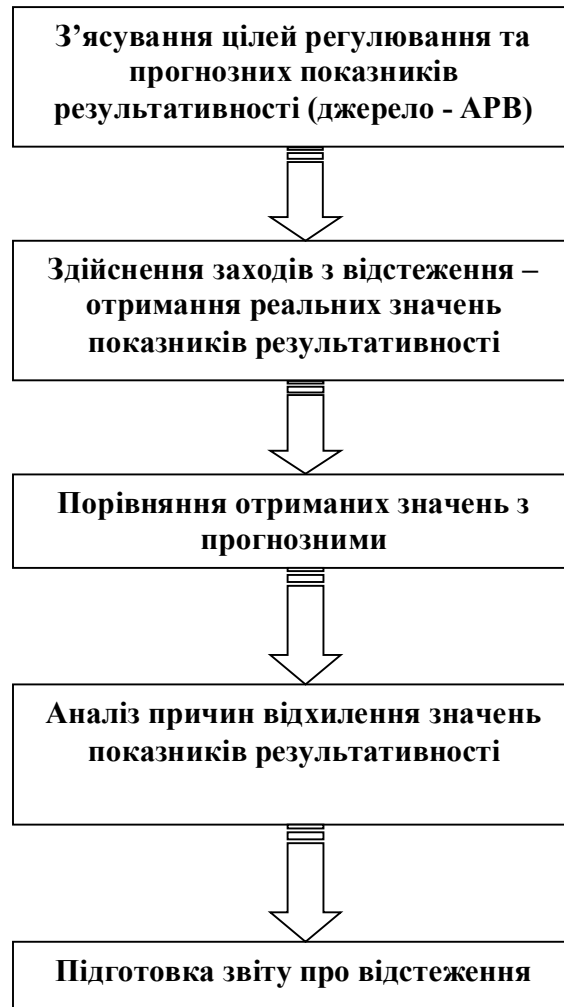 З’ясування цілей регулювання та
прогнозних показників
результативності (джерело - АРВ)
Здійснення заходів з відстеження –
отримання реальних значень
показників результативності
Порівняння отриманих значень з
прогнозними
Аналіз причин відхилення значень
показників результативності
Підготовка звіту про відстеження